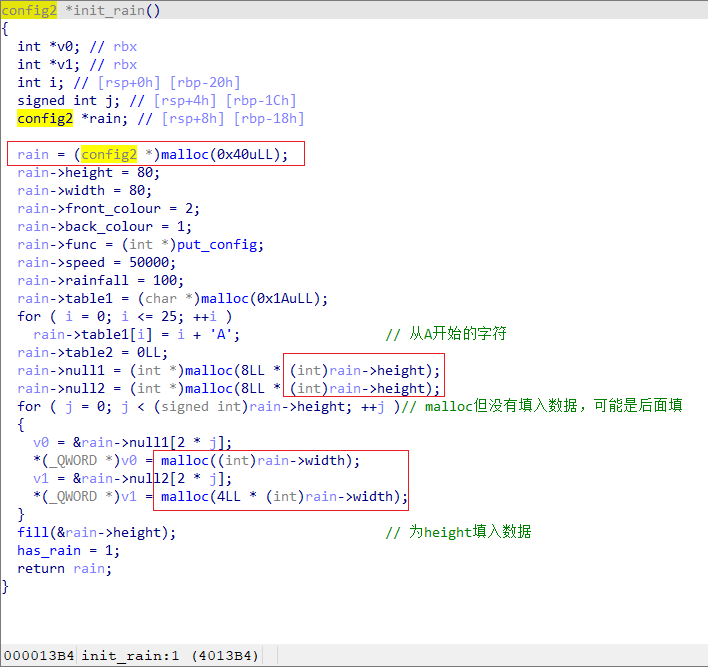 config2 *init_rain()
{
int *v0; // rbx
int *v1; // rbx
int i; // [rsp+0h] [rbp-20h]
signed int j; // [rsp+4h] [rbp-1Ch]
config2 *rain; // [rsp+8h] [rbp-18h]
rain = (config2 *)malloc(0x40uLL);
rain->height = 80;
rain->width = 80;
rain->front_colour = 2;
rain->back_colour = 1;
rain->func = (int *)put_config;
rain->speed = 50000;
rain->rainfall = 100;
rain->table1 = (char *)malloc(0x1AuLL);
for ( i = 0; i <= 25; ++i )
rain->table1[i] = i + 'A'; // 从A开始的字符
rain->table2 = 0LL;
rain->null1 = (int *)malloc(8LL * (int)rain->height);
rain->null2 = (int *)malloc(8LL * (int)rain->height);
for ( j = 0; j < (signed int)rain->height; ++j )// malloc但没有填入数据，可能是后面填
{
v0 = &rain->null1[2 * j];
*(_QWORD *)v0 = malloc((int)rain->width);
v1 = &rain->null2[2 * j];
*(_QWORD *)v1 = malloc(4LL * (int)rain->width);
}
fill(&rain->height); // 为height填入数据
has_rain = 1;
return rain;
}
000013B4 init_rain:1 (4013B4)